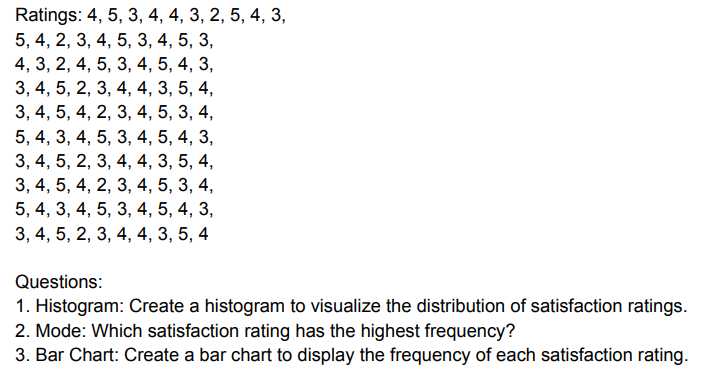 Ratings: 4, 5, 3, 4, 4, 3, 2, 5, 4, 3,
5, 4, 2, 3, 4, 5, 3, 4, 5, 3,
4, 3, 2, 4, 5, 3, 4, 5, 4, 3,
3, 4, 5, 2, 3, 4, 4, 3, 5, 4,
3, 4, 5, 4, 2, 3, 4, 5, 3, 4,
5, 4, 3, 4, 5, 3, 4, 5, 4, 3,
3, 4, 5, 2, 3, 4, 4, 3, 5, 4,
3, 4, 5, 4, 2, 3, 4, 5, 3, 4,
5, 4, 3, 4, 5, 3, 4, 5, 4, 3,
3, 4, 5, 2, 3, 4, 4, 3, 5, 4
Questions:
1. Histogram: Create a histogram to visualize the distribution of satisfaction ratings.
2. Mode: Which satisfaction rating has the highest frequency?
3. Bar Chart: Create a bar chart to display the frequency of each satisfaction rating.